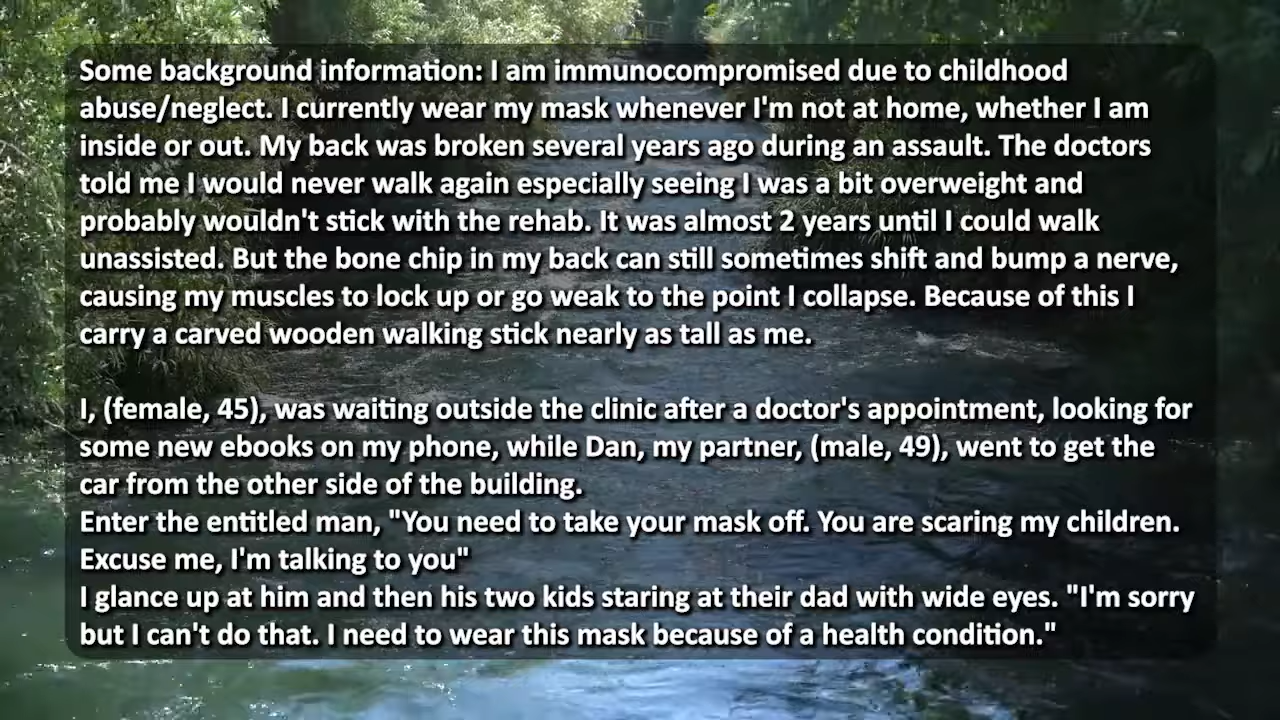 Some background information: I am immunocompromised due to childhood
abuse/neglect. I currently wear my mask whenever I'm not at home, whether I am
inside or out. My back was broken several years ago during an assault. The doctors
told me I would never walk again especially seeing I was a bit overweight and
probably wouldn't stick with the rehab. It was almost 2 years until I could walk
unassisted. But the bone chip in my back can still sometimes shift and bump a nerve,
causing my muscles to lock up or go weak to the point I collapse. Because of this I
carry a carved wooden walking stick nearly as tall as me.
I, (female, 45), was waiting outside the clinic after a doctor's appointment, looking for
some new ebooks on my phone, while Dan, my partner, (male, 49), went to get the
car from the other side of the building.
Enter the entitled man, "You need to take your mask off. You are scaring my children.
Excuse me, I'm talking to you"
I glance up at him and then his two kids staring at their dad with wide eyes. "I'm sorry
but I can't do that. I need to wear this mask because of a health condition."